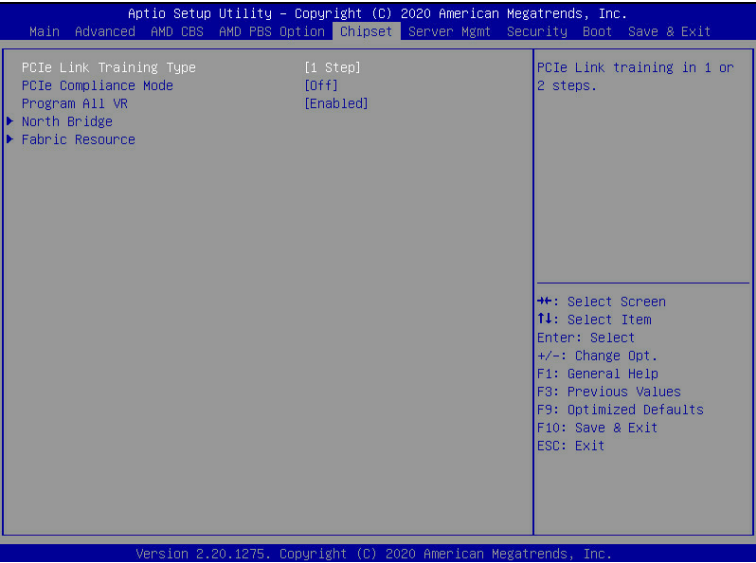 Aptio Setup Utility – Copyright (C) 2020 American Megatrends, Inc.
Main Advanced AMD CBS AMD PBS Option Chipset Server Mgmt Security Boot Save & Exit
PCIe Link Training Type [1 Step]
PCIe Compliance Mode [Off]
Program All VR [Enabled]
North Bridge
Fabric Resource
PCIe Link training in 1 or
2 steps.
→←: Select Screen
↑↓: Select Item
Enter: Select
+/-: Change Opt.
F1: General Help
F3: Previous Values
F9: Optimized Defaults
F10: Save & Exit
ESC: Exit
Version 2.20.1275. Copyright (C) 2020 American Megatrends, Inc.